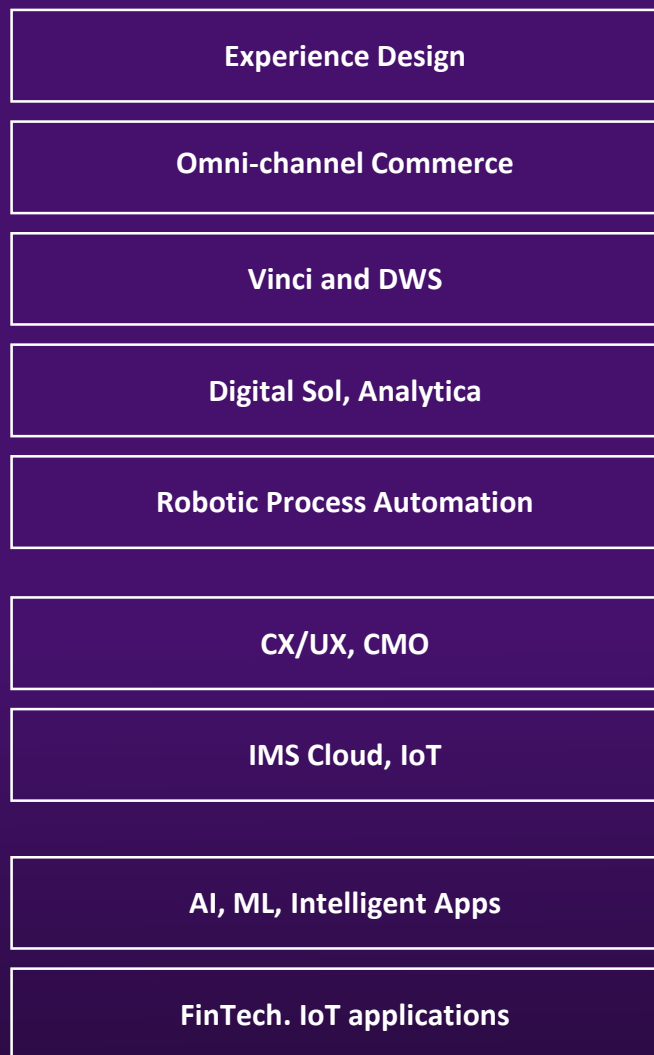 Experience Design
Omni-channel Commerce
Vinci and DWS
Digital Sol, Analytica
Robotic Process Automation
CX/UX, CMO
IMS Cloud, IoT
AI, ML, Intelligent Apps
FinTech. IoT applications